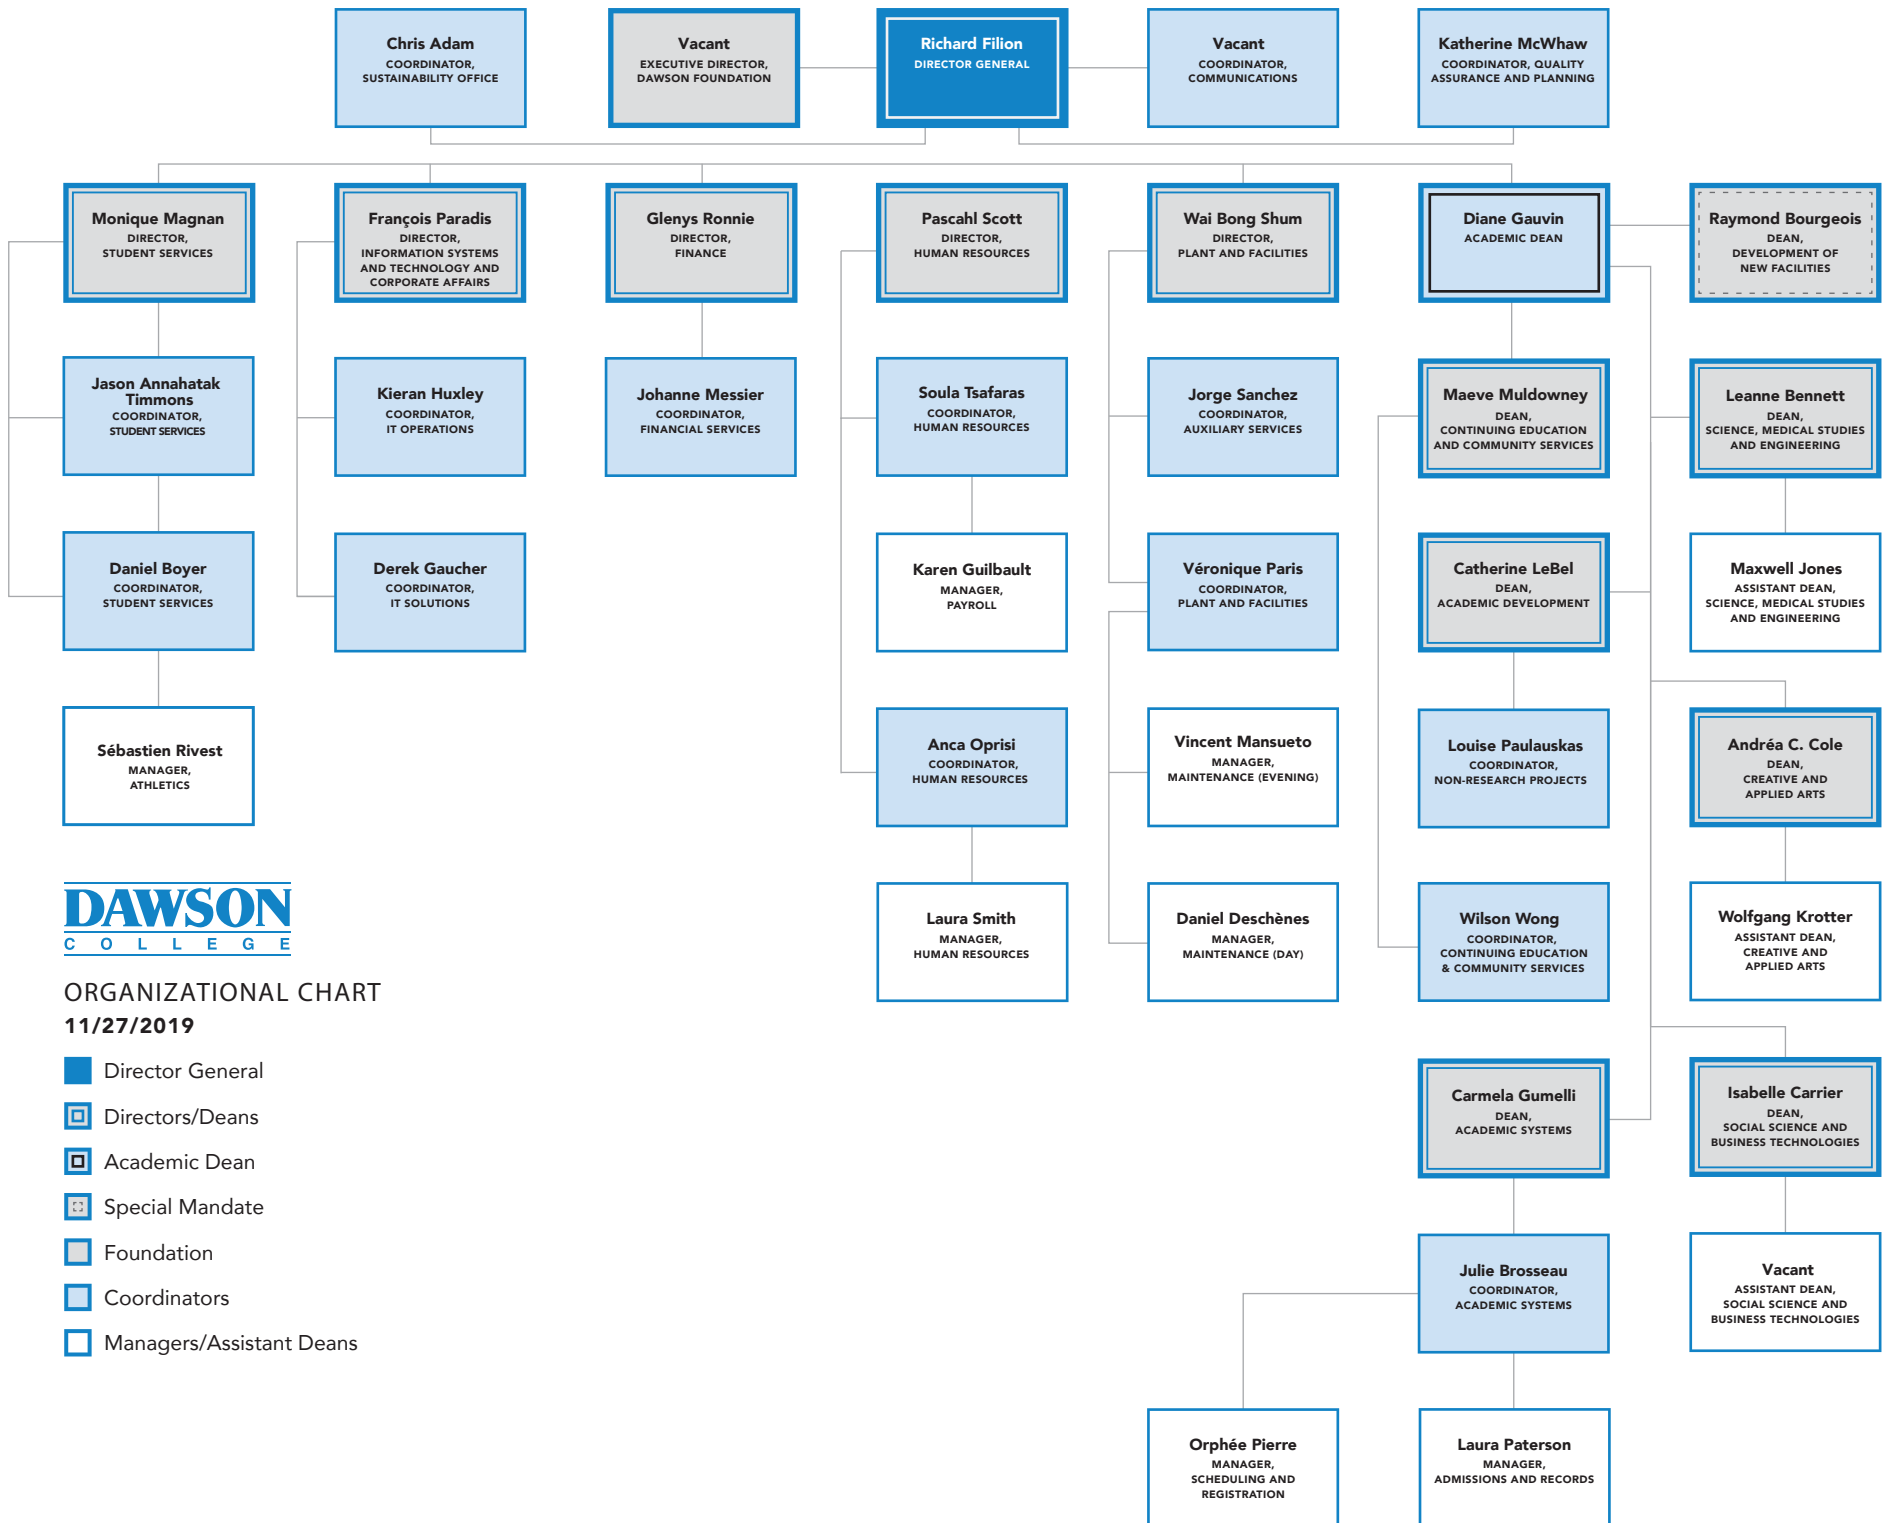 Chris Adam
COORDINATOR,
SUSTAINABILITY OFFICE
Vacant
EXECUTIVE DIRECTOR,
DAWSON FOUNDATION
Richard Filion
DIRECTOR GENERAL
Vacant
COORDINATOR,
COMMUNICATIONS
Katherine McWhaw
COORDINATOR, QUALITY
ASSURANCE AND PLANNING
Monique Magnan
DIRECTOR,
STUDENT SERVICES
François Paradis
DIRECTOR,
INFORMATION SYSTEMS
AND TECHNOLOGY AND
CORPORATE AFFAIRS
Glenys Ronnie
DIRECTOR,
FINANCE
Pascahl Scott
DIRECTOR,
HUMAN RESOURCES
Wai Bong Shum
DIRECTOR,
PLANT AND FACILITIES
Diane Gauvin
ACADEMIC DEAN
Raymond Bourgeois
DEAN,
DEVELOPMENT OF
NEW FACILITIES
Jason Annahatak
Timmons
COORDINATOR,
STUDENT SERVICES
Kieran Huxley
COORDINATOR,
IT OPERATIONS
Johanne Messier
COORDINATOR,
FINANCIAL SERVICES
Soula Tsafaras
COORDINATOR,
HUMAN RESOURCES
Jorge Sanchez
COORDINATOR,
AUXILIARY SERVICES
Maeve Muldowney
DEAN,
CONTINUING EDUCATION
AND COMMUNITY SERVICES
Leanne Bennett
DEAN,
SCIENCE, MEDICAL STUDIES
AND ENGINEERING
Daniel Boyer
COORDINATOR,
STUDENT SERVICES
Derek Gaucher
COORDINATOR,
IT SOLUTIONS
Karen Guilbault
MANAGER,
PAYROLL
Véronique Paris
COORDINATOR,
PLANT AND FACILITIES
Catherine LeBel
DEAN,
ACADEMIC DEVELOPMENT
Maxwell Jones
ASSISTANT DEAN,
SCIENCE, MEDICAL STUDIES
AND ENGINEERING
Sébastien Rivest
MANAGER,
ATHLETICS
Anca Oprisi
COORDINATOR,
HUMAN RESOURCES
Vincent Mansueto
MANAGER,
MAINTENANCE (EVENING)
Louise Paulauskas
COORDINATOR,
NON-RESEARCH PROJECTS
Andréa C. Cole
DEAN,
CREATIVE AND
APPLIED ARTS
Laura Smith
MANAGER,
HUMAN RESOURCES
Daniel Deschènes
MANAGER,
MAINTENANCE (DAY)
Wilson Wong
COORDINATOR,
CONTINUING EDUCATION
& COMMUNITY SERVICES
Wolfgang Krotter
ASSISTANT DEAN,
CREATIVE AND
APPLIED ARTS
DAWSON
COLLEGE
ORGANIZATIONAL CHART
11/27/2019
Director General
Directors/Deans
Academic Dean
Special Mandate
Foundation
Coordinators
Managers/Assistant Deans
Carmela Gumelli
DEAN,
ACADEMIC SYSTEMS
Isabelle Carrier
DEAN,
SOCIAL SCIENCE AND
BUSINESS TECHNOLOGIES
Julie Brosseau
COORDINATOR,
ACADEMIC SYSTEMS
Vacant
ASSISTANT DEAN,
SOCIAL SCIENCE AND
BUSINESS TECHNOLOGIES
Orphée Pierre
MANAGER,
SCHEDULING AND
REGISTRATION
Laura Paterson
MANAGER,
ADMISSIONS AND RECORDS